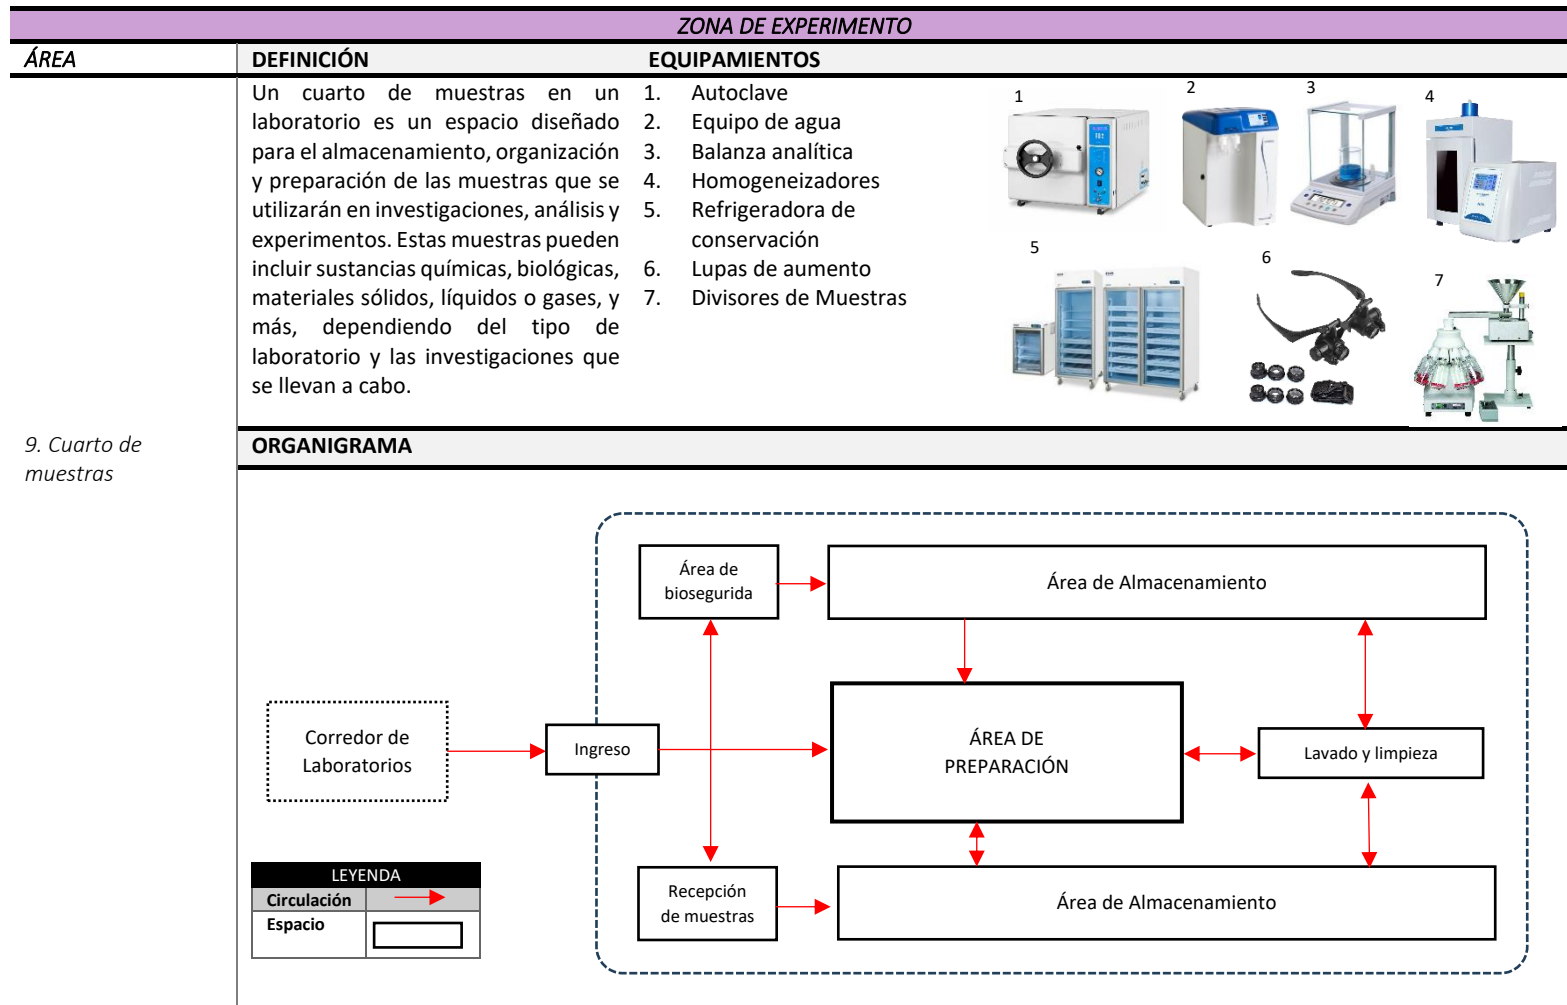 ZONA DE EXPERIMENTO
ÁREA
DEFINICIÓN
EQUIPAMIENTOS
Un cuarto de muestras en un
laboratorio es un espacio diseñado
para el almacenamiento, organización
y preparación de las muestras que se
utilizarán en investigaciones, análisis y
experimentos. Estas muestras pueden
incluir sustancias químicas, biológicas,
materiales sólidos, líquidos o gases, y
más, dependiendo del tipo de
laboratorio y las investigaciones que
se llevan a cabo.
1. Autoclave
2. Equipo de agua
3. Balanza analítica
4. Homogeneizadores
5. Refrigeradora de
conservación
6. Lupas de aumento
7. Divisores de Muestras
1
2
3
4
5
6
7
9. Cuarto de
muestras
ORGANIGRAMA
Área de
biosegurida
Área de Almacenamiento
Corredor de
Laboratorios
Ingreso
ÁREA DE
PREPARACIÓN
Lavado y limpieza
Recepción
de muestras
Área de Almacenamiento
LEYENDA
Circulación
Espacio